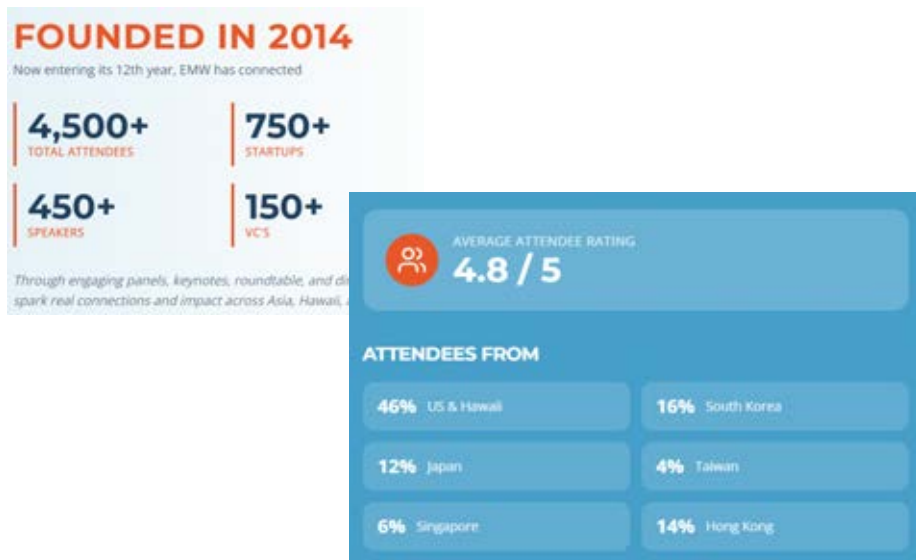 FOUNDED IN 2014
Now entering its 12th year, EMW has connected
4,500+
TOTAL ATTENDEES
750+
STARTUPS
450+
SPEAKERS
150+
VC'S
Through engaging panels, keynotes, roundtable, and
spark real connections and impact across Asia, Hawaii,
AVERAGE ATTENDEE RATING
4.8 / 5
ATTENDEES FROM
46% US & Hawaii
16% South Korea
12% Japan
4% Taiwan
6% Singapore
14% Hong Kong